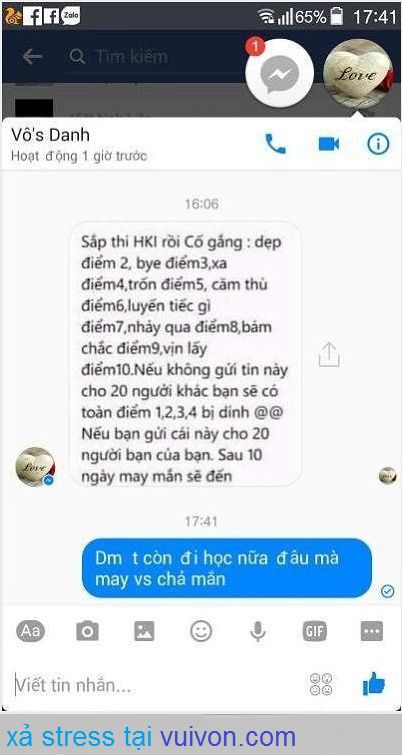 Zalo 65% 17:41
Tìm kiếm
1
Love
Vô's Danh
Hoạt động 1 giờ trước
16:06
Sắp thi HKI rồi Cố gắng : dẹp
điểm 2, bye điểm3,xa
điểm4,trốn điểm5, căm thù
điểm6,luyến tiếc gì
điểm7,nhảy qua điểm8,bám
chắc điểm9,vịn lấy
điểm10.Nếu không gửi tin này
cho 20 người khác bạn sẽ có
toàn điểm 1,2,3,4 bị dính @@
Nếu bạn gửi cái này cho 20
người bạn của bạn. Sau 10
ngày may mắn sẽ đến
Love
17:41
Dm t còn đi học nữa đâu mà
may vs chả mắn
Aa
GIF
Viết tin nhắn...
xả stress tại vuivon.com